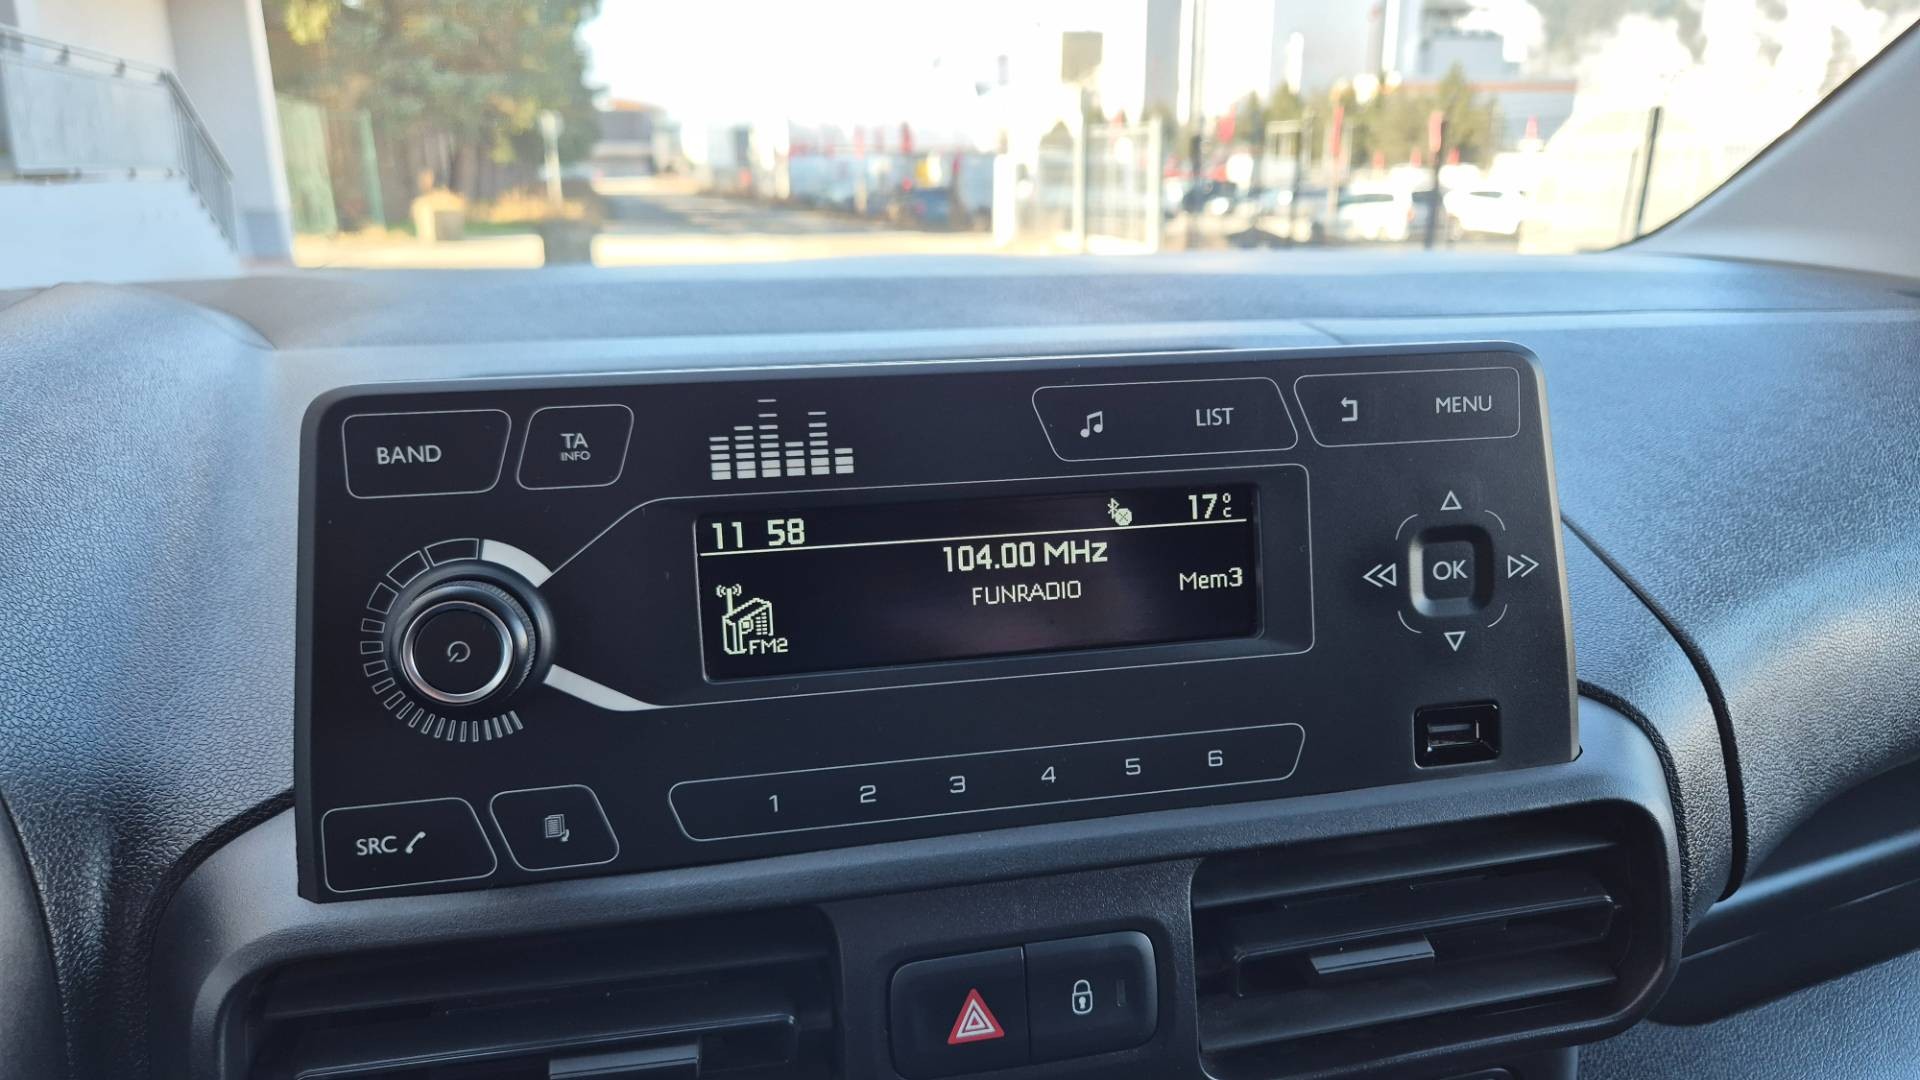 BAND
TA
INFO
LIST
MENU
11 58
17°C
104.00 MHz
FUNRADIO
Mem3
FM2
OK
1 2 3 4 5 6
SRC